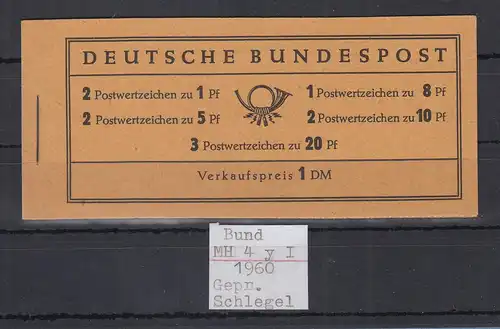 DEUTSCHE BUNDESPOST
2 Postwertzeichen zu 1 Pf 1 Postwertzeichen zu 8 Pf
2 Postwertzeichen zu 5 Pf 2 Postwertzeichen zu 10 Pf
3 Postwertzeichen zu 20 Pf
Verkaufspreis 1 DM
Bund
MH 4 y I
1960
Gepr.
Schlegel